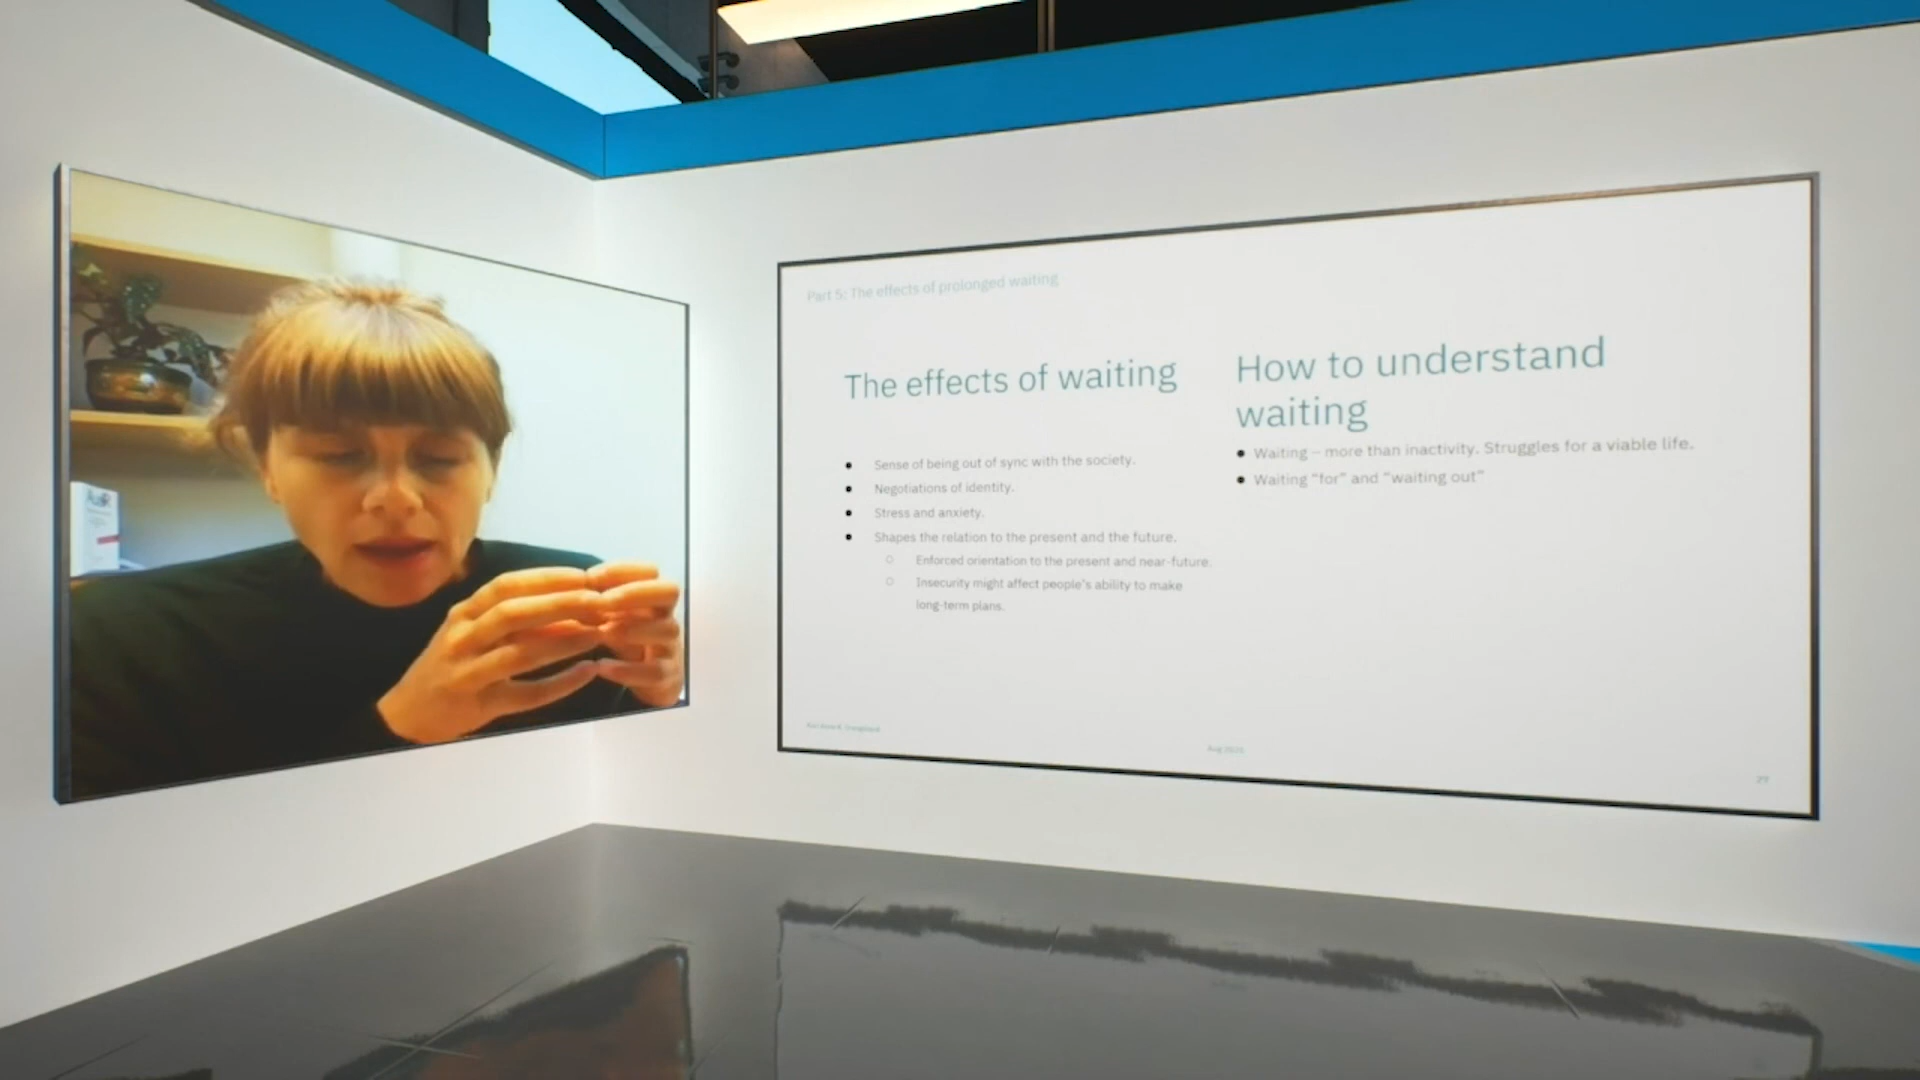 Part 5: The effects of prolonged waiting
The effects of waiting
Sense of being out of sync with the society.
Negotiations of identity.
Stress and anxiety.
Shapes the relation to the present and the future.
Enforced orientation to the present and near-future.
Insecurity might affect people's ability to make
long-term plans.
How to understand
waiting
Waiting – more than inactivity. Struggles for a viable life.
Waiting "for" and "waiting out"